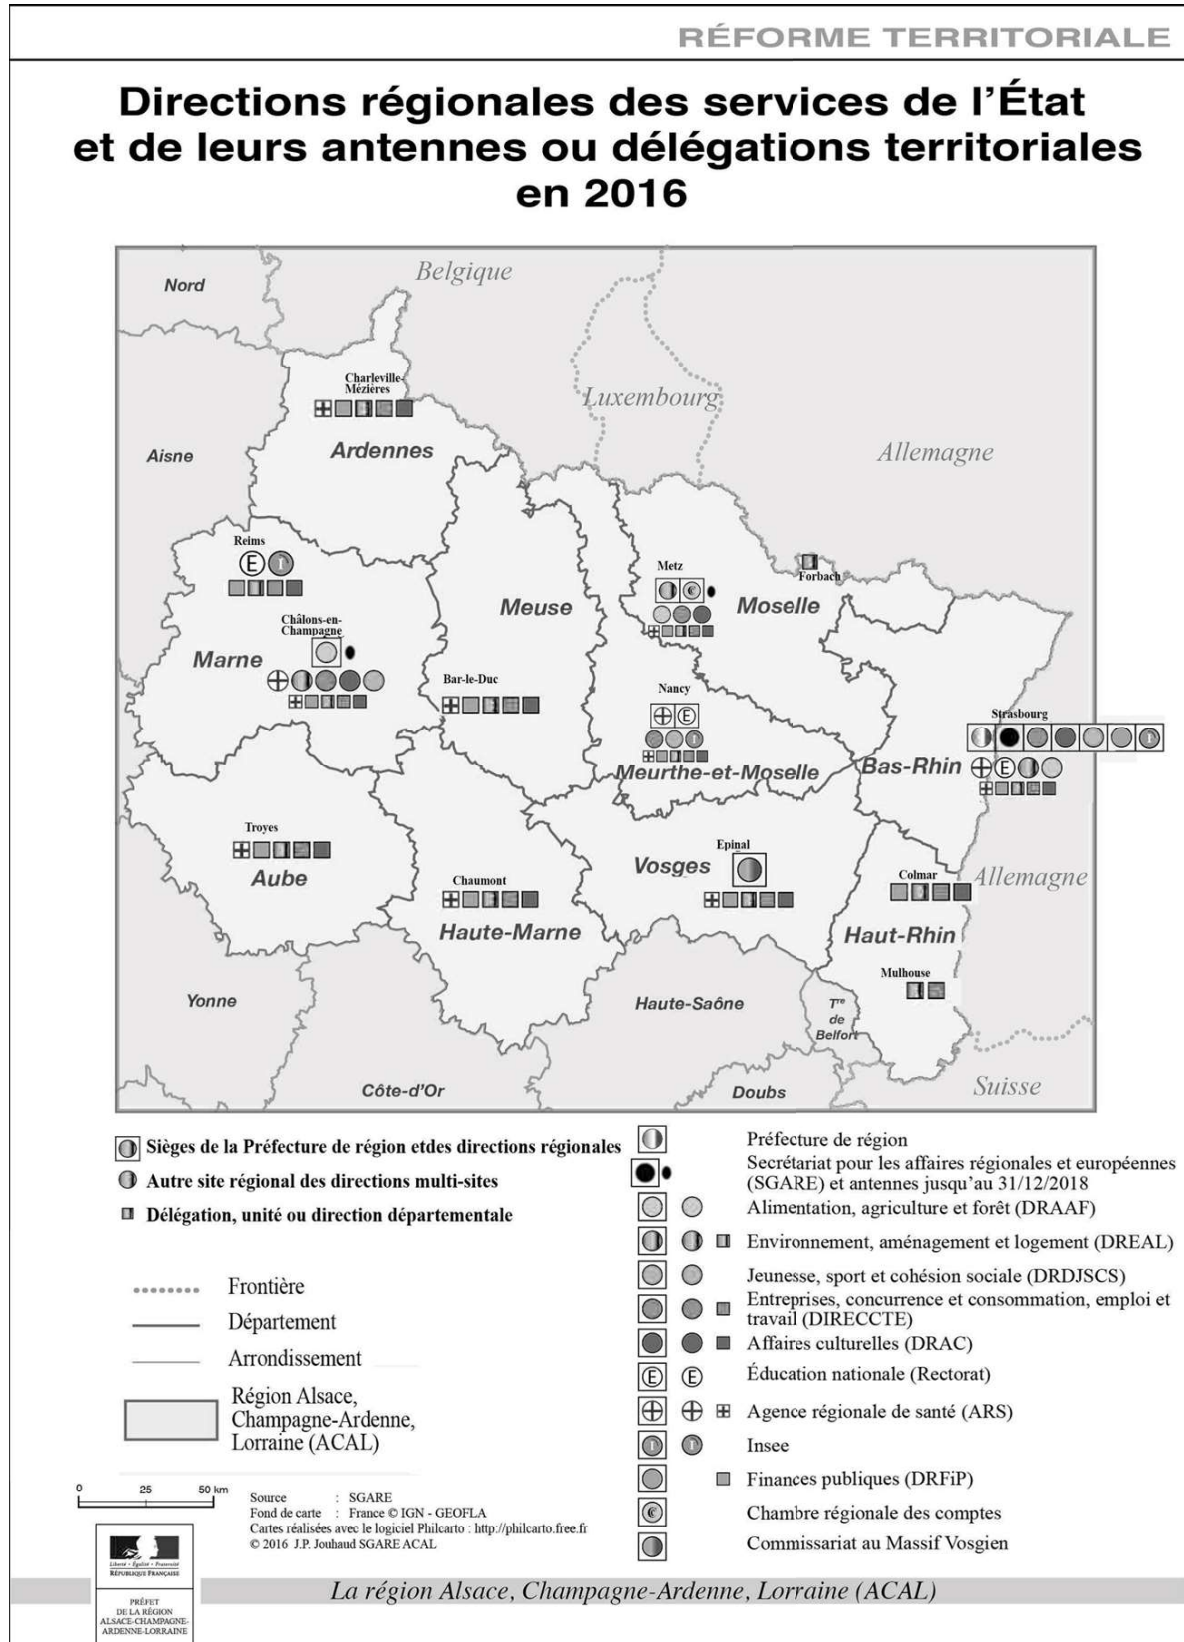 RÉFORME TERRITORIALE
Directions régionales des services de l'État
et de leurs antennes ou délégations territoriales
en 2016
Belgique
Nord
Luxembourg
Charleville-
Mézières
Ardennes
Aisne
Allemagne
Reims
E
I
Metz
Forbach
Meuse
Moselle
Châlons-en-
Champagne
Marne
Bar-le-Duc
Nancy
E
I
Strasbourg
I
Meurthe-et-Moselle
Bas-Rhin
E
Troyes
Aube
Epinal
Vosges
Chaumont
Colmar
Allemagne
Haute-Marne
Haut-Rhin
Mulhouse
Yonne
Haute-Saône
Tre
de
Belfort
Côte-d'Or
Doubs
Suisse
Sièges de la Préfecture de région etdes directions régionales
Autre site régional des directions multi-sites
Délégation, unité ou direction départementale
Frontière
Département
Arrondissement
Région Alsace,
Champagne-Ardenne,
Lorraine (ACAL)
Préfecture de région
Secrétariat pour les affaires régionales et européennes
(SGARE) et antennes jusqu'au 31/12/2018
Alimentation, agriculture et forêt (DRAAF)
Environnement, aménagement et logement (DREAL)
Jeunesse, sport et cohésion sociale (DRDJSCS)
Entreprises, concurrence et consommation, emploi et
travail (DIRECCTE)
Affaires culturelles (DRAC)
E E Éducation nationale (Rectorat)
Agence régionale de santé (ARS)
I I Insee
Finances publiques (DRFiP)
Chambre régionale des comptes
Commissariat au Massif Vosgien
0 25 50 km
Source : SGARE
Fond de carte : France © IGN - GEOFLA
Cartes réalisées avec le logiciel Philcarto : http://philcarto.free.fr
© 2016 J.P. Jouhaud SGARE ACAL
Liberté • Égalité • Fraternité
RÉPUBLIQUE FRANÇAISE
PRÉFET
DE LA RÉGION
ALSACE-CHAMPAGNE-
ARDENNE-LORRAINE
La région Alsace, Champagne-Ardenne, Lorraine (ACAL)